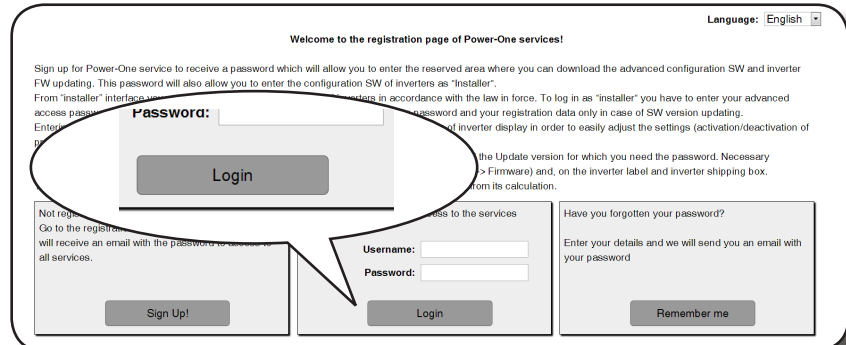 Language: English
Welcome to the registration page of Power-One services!
Sign up for Power-One service to receive a password which will allow you to enter the reserved area where you can download the advanced configuration SW and inverter
FW updating. This password will also allow you to enter the configuration SW of inverters as "Installer".
From "installer" interface in accordance with the law in force. To log in as "installer" you have to enter your advanced
access password and your registration data only in case of SW version updating.
of inverter display in order to easily adjust the settings (activation/deactivation of
the Update version for which you need the password. Necessary
> Firmware) and, on the inverter label and inverter shipping box.
from its calculation.
Password:
Login
Not
Go to the
will receive an email with the password to access to
all services.
Sign Up!
to the services
Username:
Password:
Login
Have you forgotten your password?
Enter your details and we will send you an email with
your password
Remember me